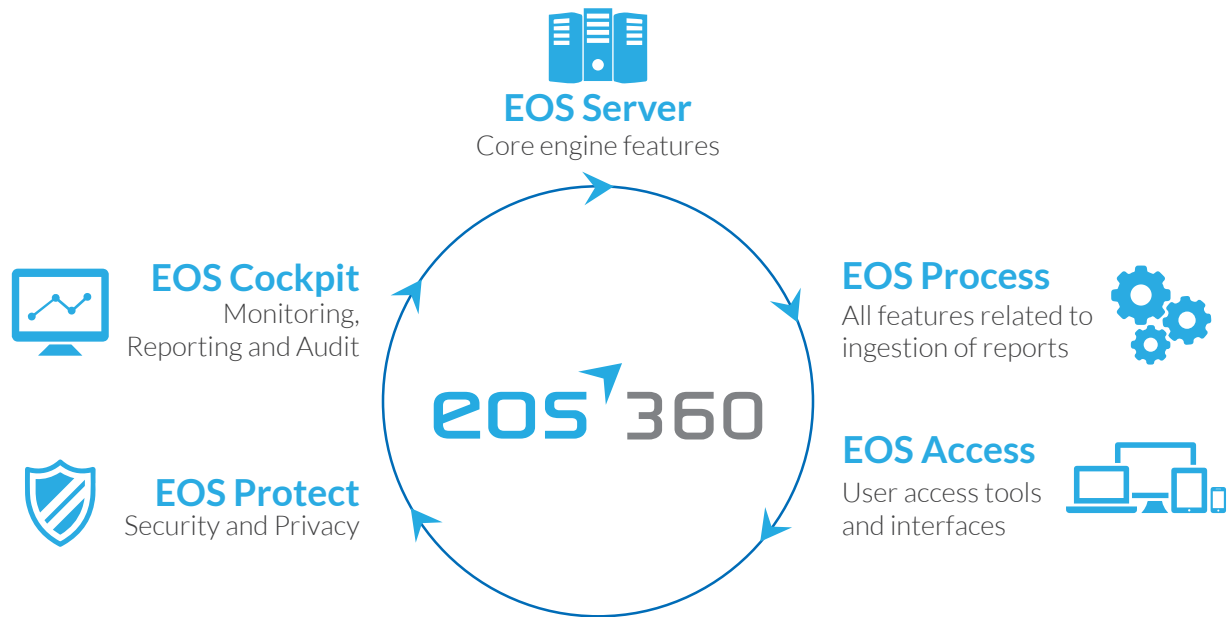 EOS Server
Core engine features
EOS Cockpit
Monitoring,
Reporting and Audit
EOS Process
All features related to
ingestion of reports
eos 360
EOS Protect
Security and Privacy
EOS Access
User access tools
and interfaces